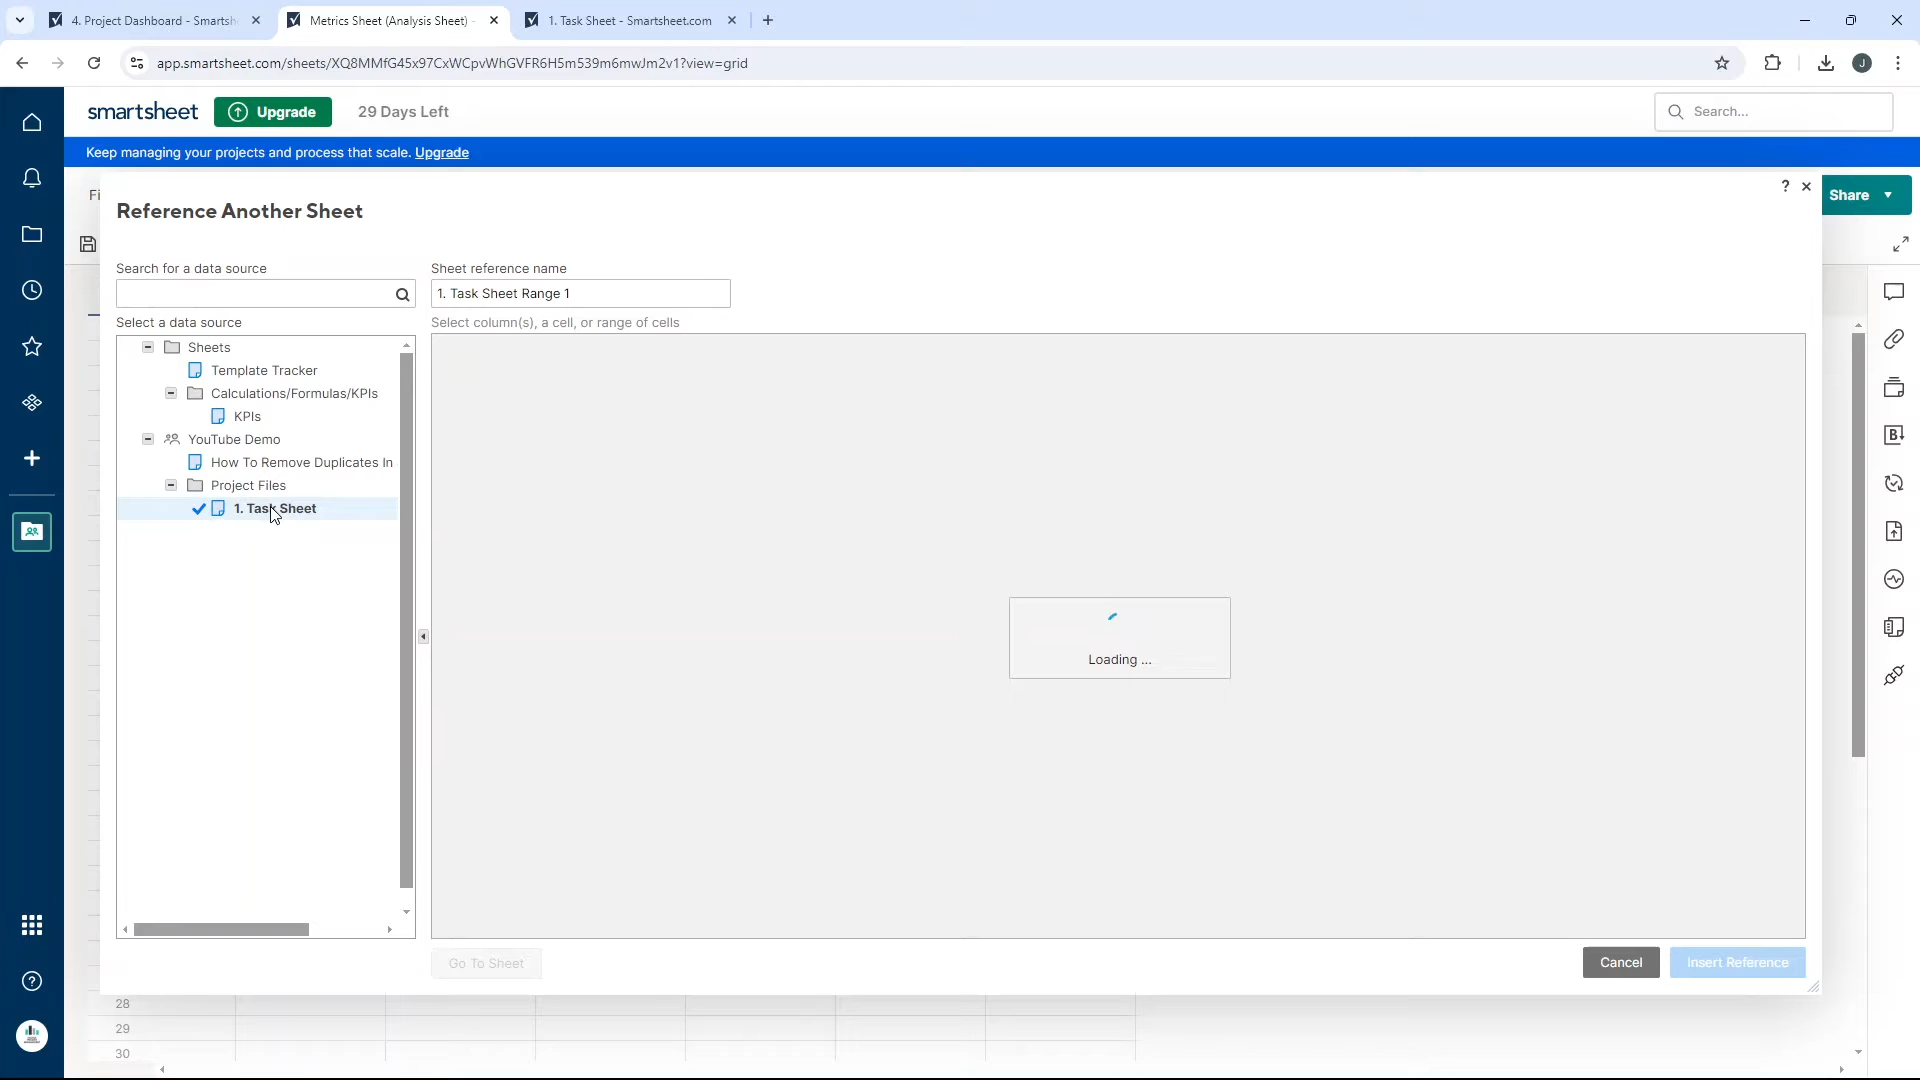 4. Project Dashboard - Smartsh
Metrics Sheet (Analysis Sheet) -
1. Task Sheet - Smartsheet.com
app.smartsheet.com/sheets/XQ8MMfG45x97CxWCpvWhGVFR6H5m539m6mwJm2v1?view=grid
J
smartsheet
Upgrade
29 Days Left
Search...
Keep managing your projects and process that scale. Upgrade
Fi
Share
Reference Another Sheet
?
Search for a data source
Sheet reference name
1. Task Sheet Range 1
Select a data source
Select column(s), a cell, or range of cells
Sheets
Template Tracker
Calculations/Formulas/KPIs
KPIs
YouTube Demo
How To Remove Duplicates In
Project Files
1. Task Sheet
Loading ...
Go To Sheet
Cancel
Insert Reference
28
29
30